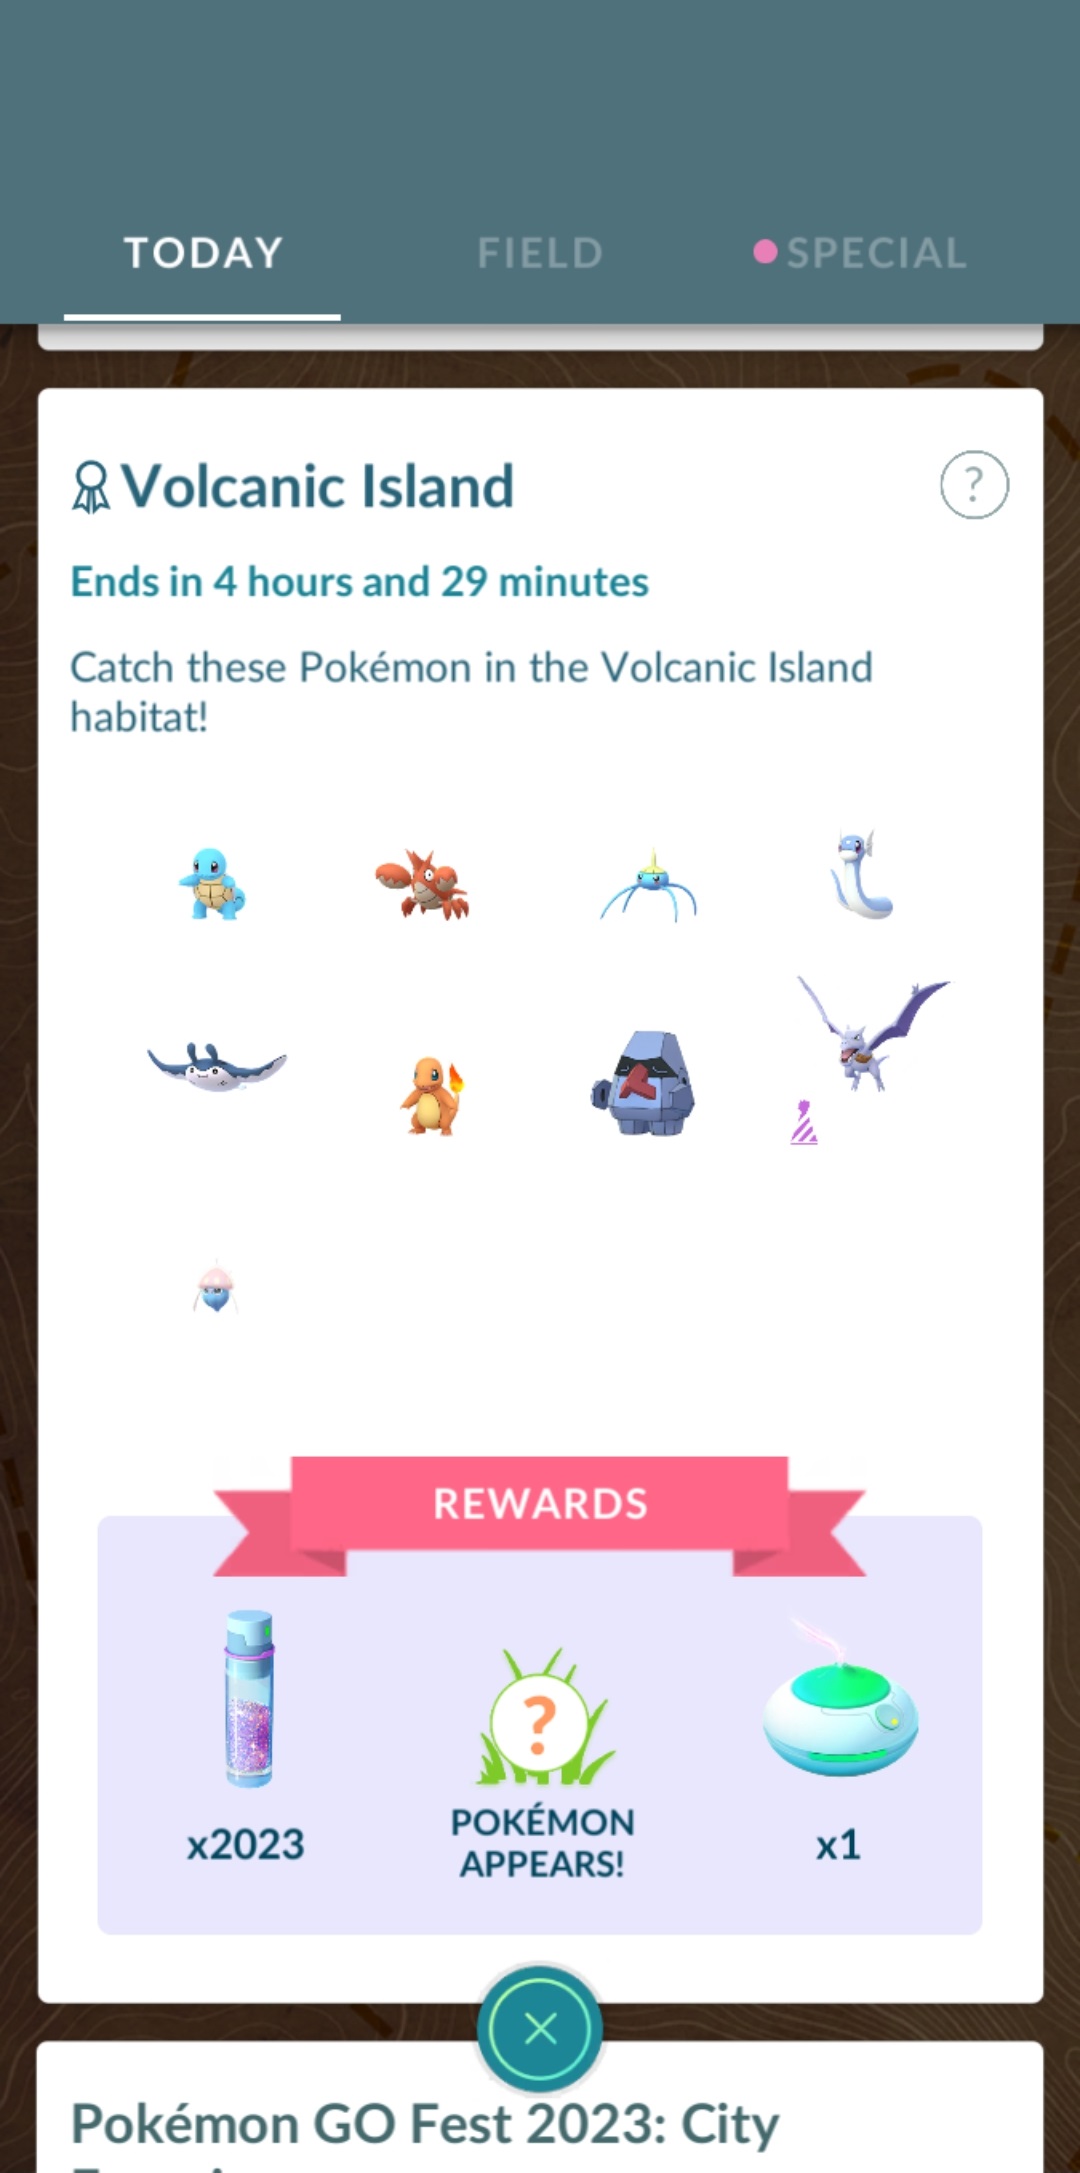 TODAY
FIELD
SPECIAL
Volcanic Island
?
Ends in 4 hours and 29 minutes
Catch these Pokémon in the Volcanic Island
habitat!
REWARDS
?
x2023
POKÉMON
APPEARS!
x1
Pokémon GO Fest 2023: City